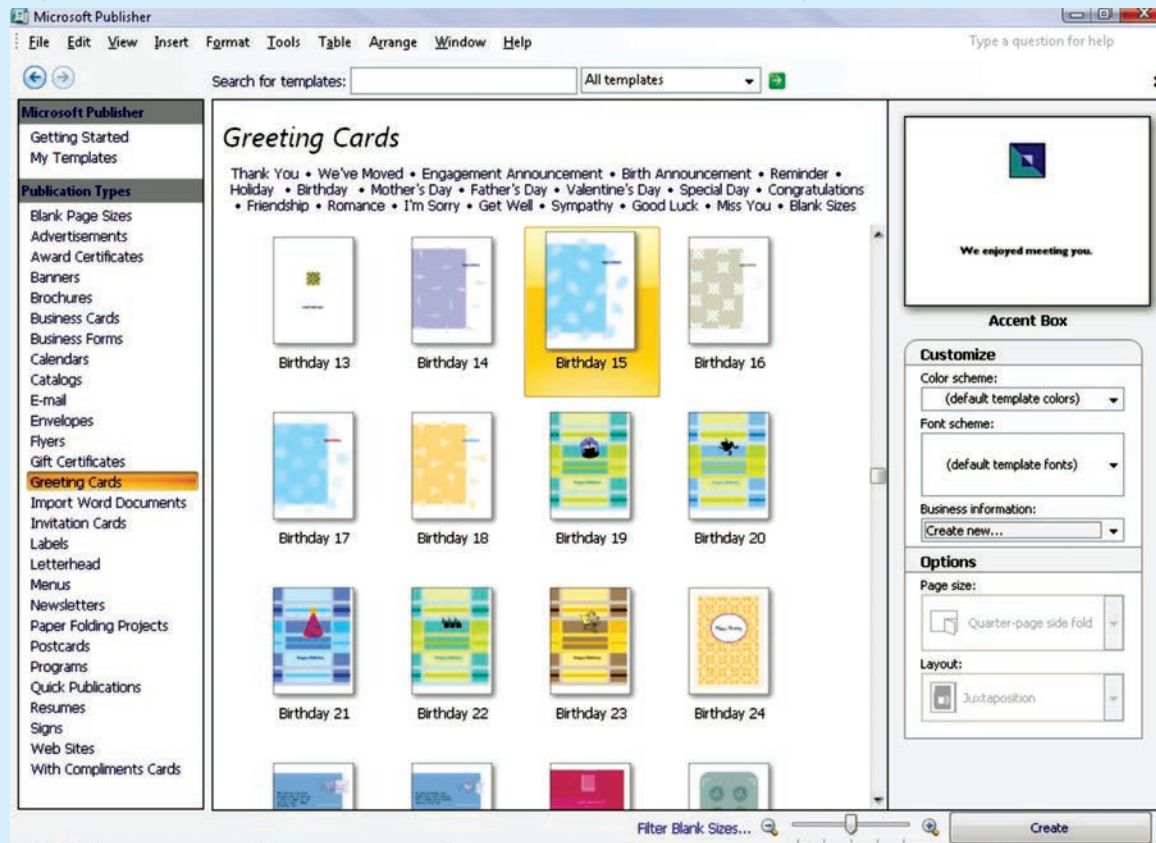 Microsoft Publisher
File Edit View Insert Format Tools Table Arrange Window Help
Type a question for help
Search for templates:
All templates
Microsoft Publisher
Getting Started
My Templates
Publication Types
Blank Page Sizes
Advertisements
Award Certificates
Banners
Brochures
Business Cards
Business Forms
Calendars
Catalogs
E-mail
Envelopes
Flyers
Gift Certificates
Greeting Cards
Import Word Documents
Invitation Cards
Labels
Letterhead
Menus
Newsletters
Paper Folding Projects
Postcards
Programs
Quick Publications
Resumes
Signs
Web Sites
With Compliments Cards
Greeting Cards
Thank You • We've Moved • Engagement Announcement • Birth Announcement • Reminder •
Holiday • Birthday • Mother's Day • Father's Day • Valentine's Day • Special Day • Congratulations
• Friendship • Romance • I'm Sorry • Get Well • Sympathy • Good Luck • Miss You • Blank Sizes
Birthday 13 Birthday 14 Birthday 15 Birthday 16
Birthday 17 Birthday 18 Birthday 19 Birthday 20
Birthday 21 Birthday 22 Birthday 23 Birthday 24
We enjoyed meeting you.
Accent Box
Customize
Color scheme:
(default template colors)
Font scheme:
(default template fonts)
Business information:
Create new...
Options
Page size:
Quarter-page side fold
Layout:
Juxtaposition
Filter Blank Sizes...
Create